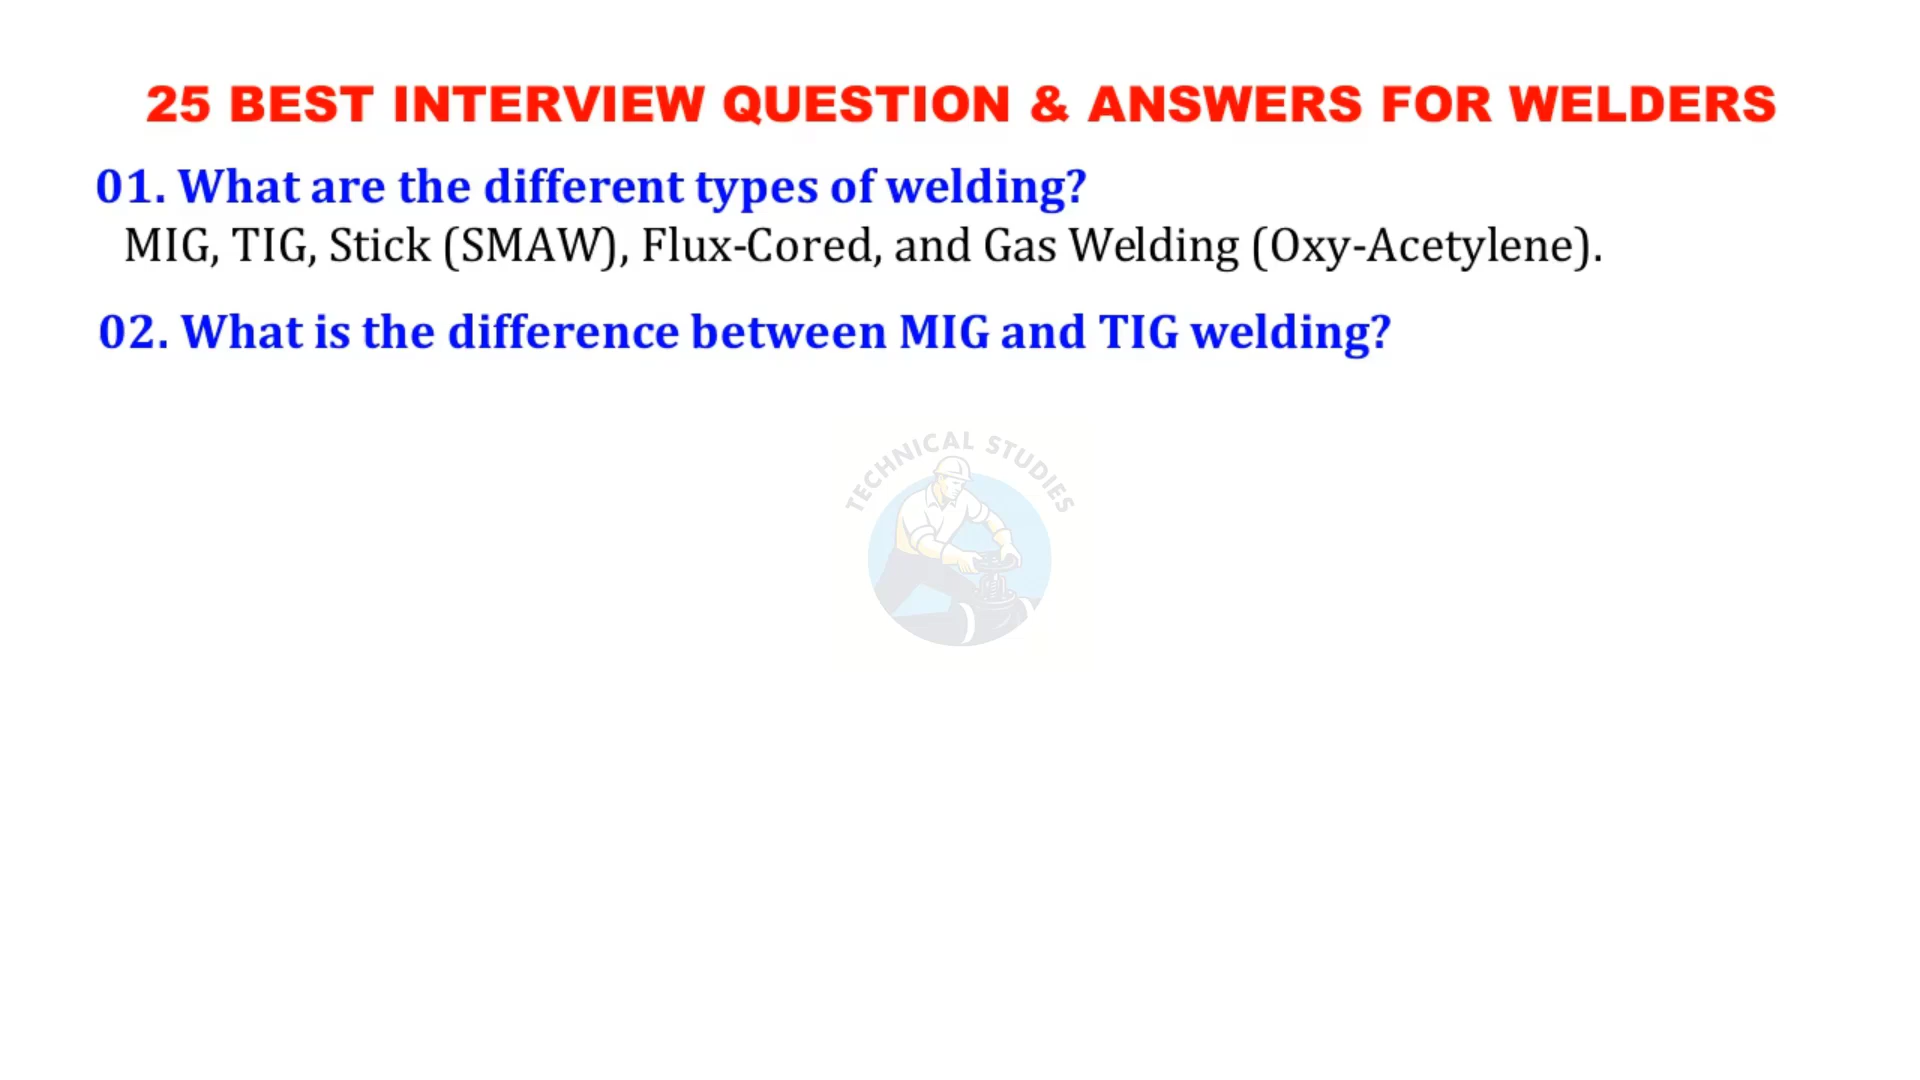 25 BEST INTERVIEW QUESTION & ANSWERS FOR WELDERS
01. What are the different types of welding?
MIG, TIG, Stick (SMAW), Flux-Cored, and Gas Welding (Oxy-Acetylene).
02. What is the difference between MIG and TIG welding?
TECHNICAL STUDIES